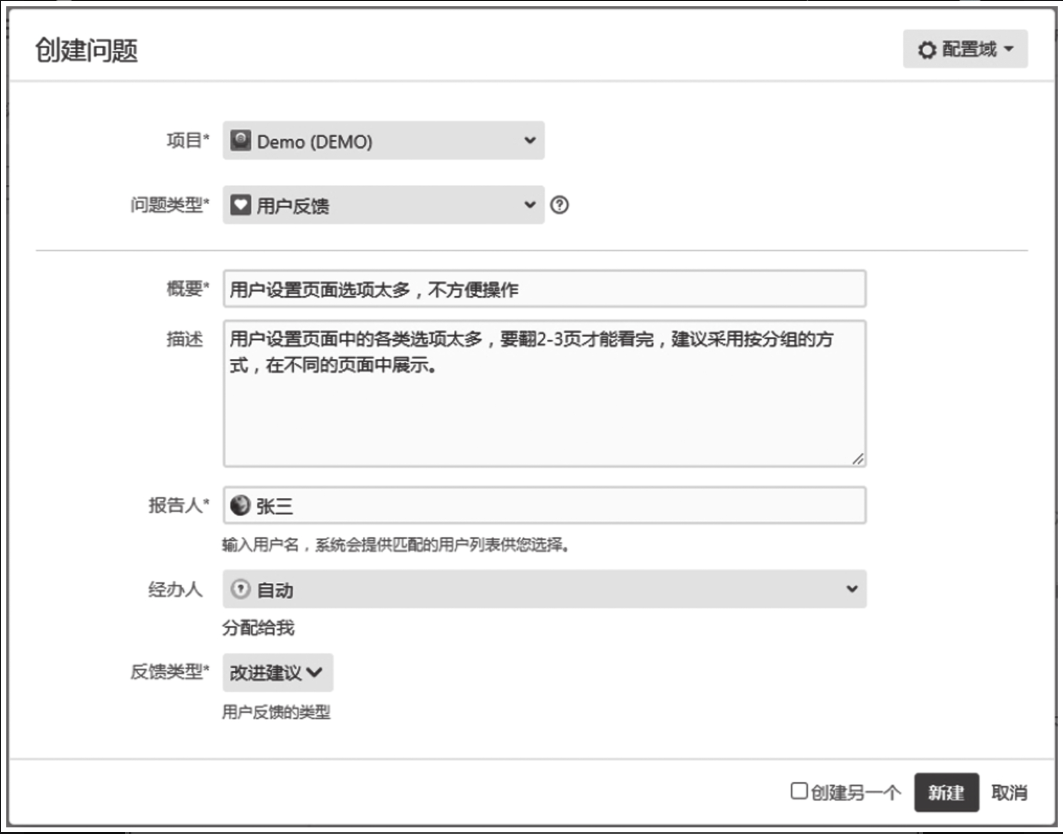 创建问题
配置域
项目* Demo (DEMO)
问题类型* 用户反馈
概要* 用户设置页面选项太多，不方便操作
描述 用户设置页面中的各类选项太多，要翻2-3页才能看完，建议采用按分组的方
式，在不同的页面中展示。
报告人* 张三
输入用户名，系统会提供匹配的用户列表供您选择。
经办人 自动
分配给我
反馈类型* 改进建议
用户反馈的类型
创建另一个 新建 取消